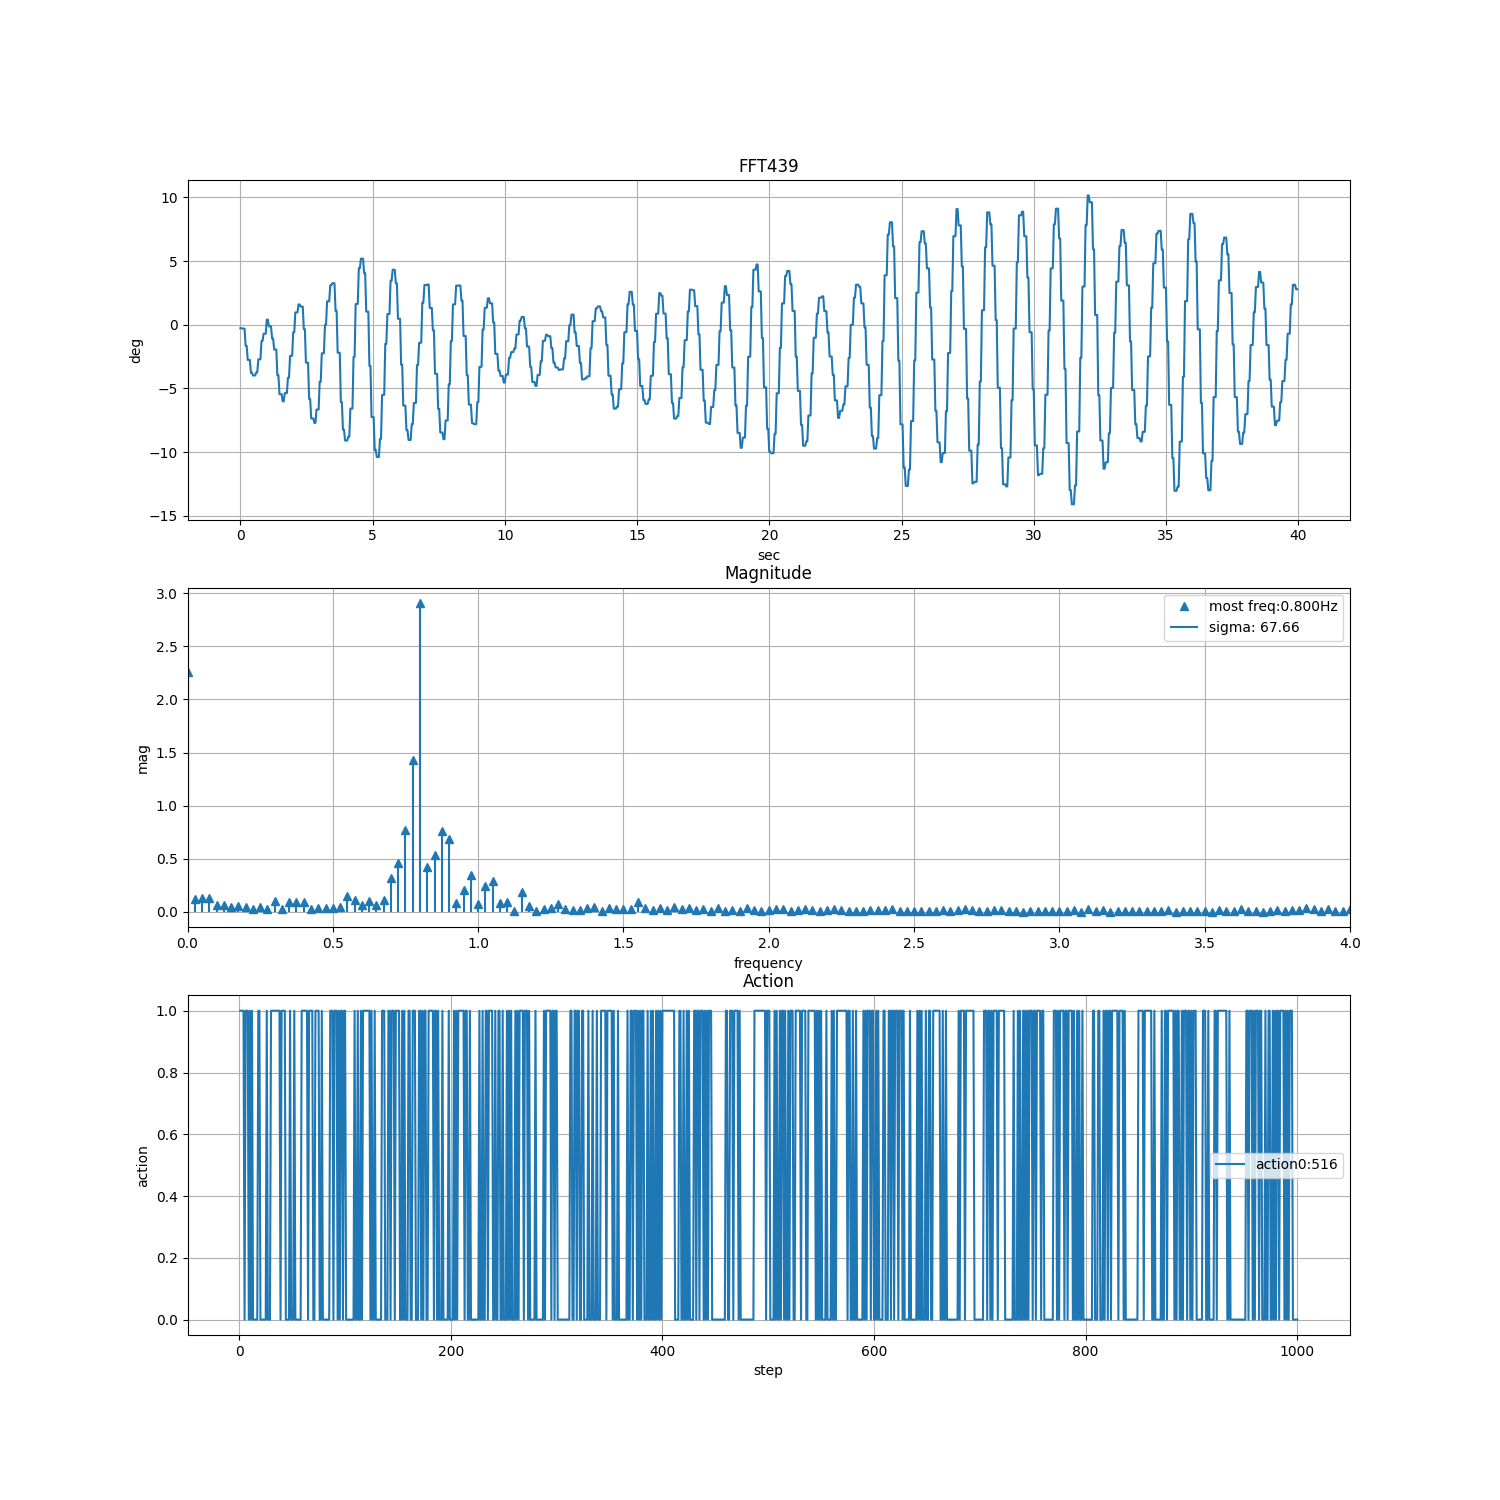 FFT439
10
5
0
−5
−10
−15
deg
0 5 10 15 20 25 30 35 40
sec
Magnitude
3.0
2.5
2.0
1.5
1.0
0.5
0.0
mag
most freq:0.800Hz
sigma: 67.66
0.0 0.5 1.0 1.5 2.0 2.5 3.0 3.5 4.0
frequency
Action
1.0
0.8
0.6
0.4
0.2
0.0
action
action0:516
0 200 400 600 800 1000
step